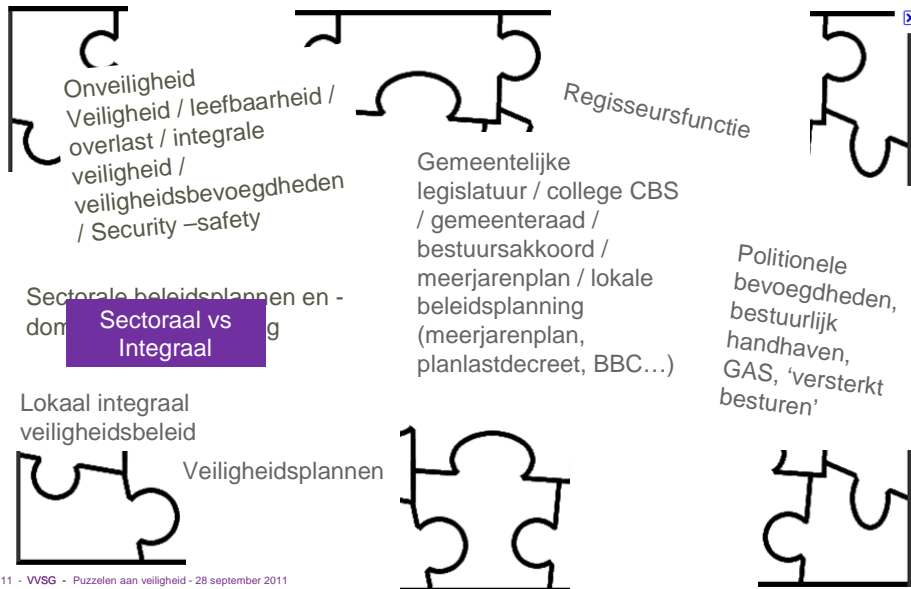 Onveiligheid
Veiligheid / leefbaarheid /
overlast / integrale
veiligheid /
veiligheidsbevoegdheden
/ Security –safety
Regisseursfunctie
Gemeentelijke
legislatuur / college CBS
/ gemeenteraad /
bestuursakkoord /
meerjarenplan / lokale
beleidsplanning
(meerjarenplan,
planlastdecreet, BBC…)
Politionele
bevoegdheden,
bestuurlijk
handhaven,
GAS, ‘versterkt
besturen’
Sectorale beleidsplannen en -
Sectoraal vs
Integraal
Lokaal integraal
veiligheidsbeleid
Veiligheidsplannen
11 - VVSG - Puzzelen aan veiligheid - 28 september 2011